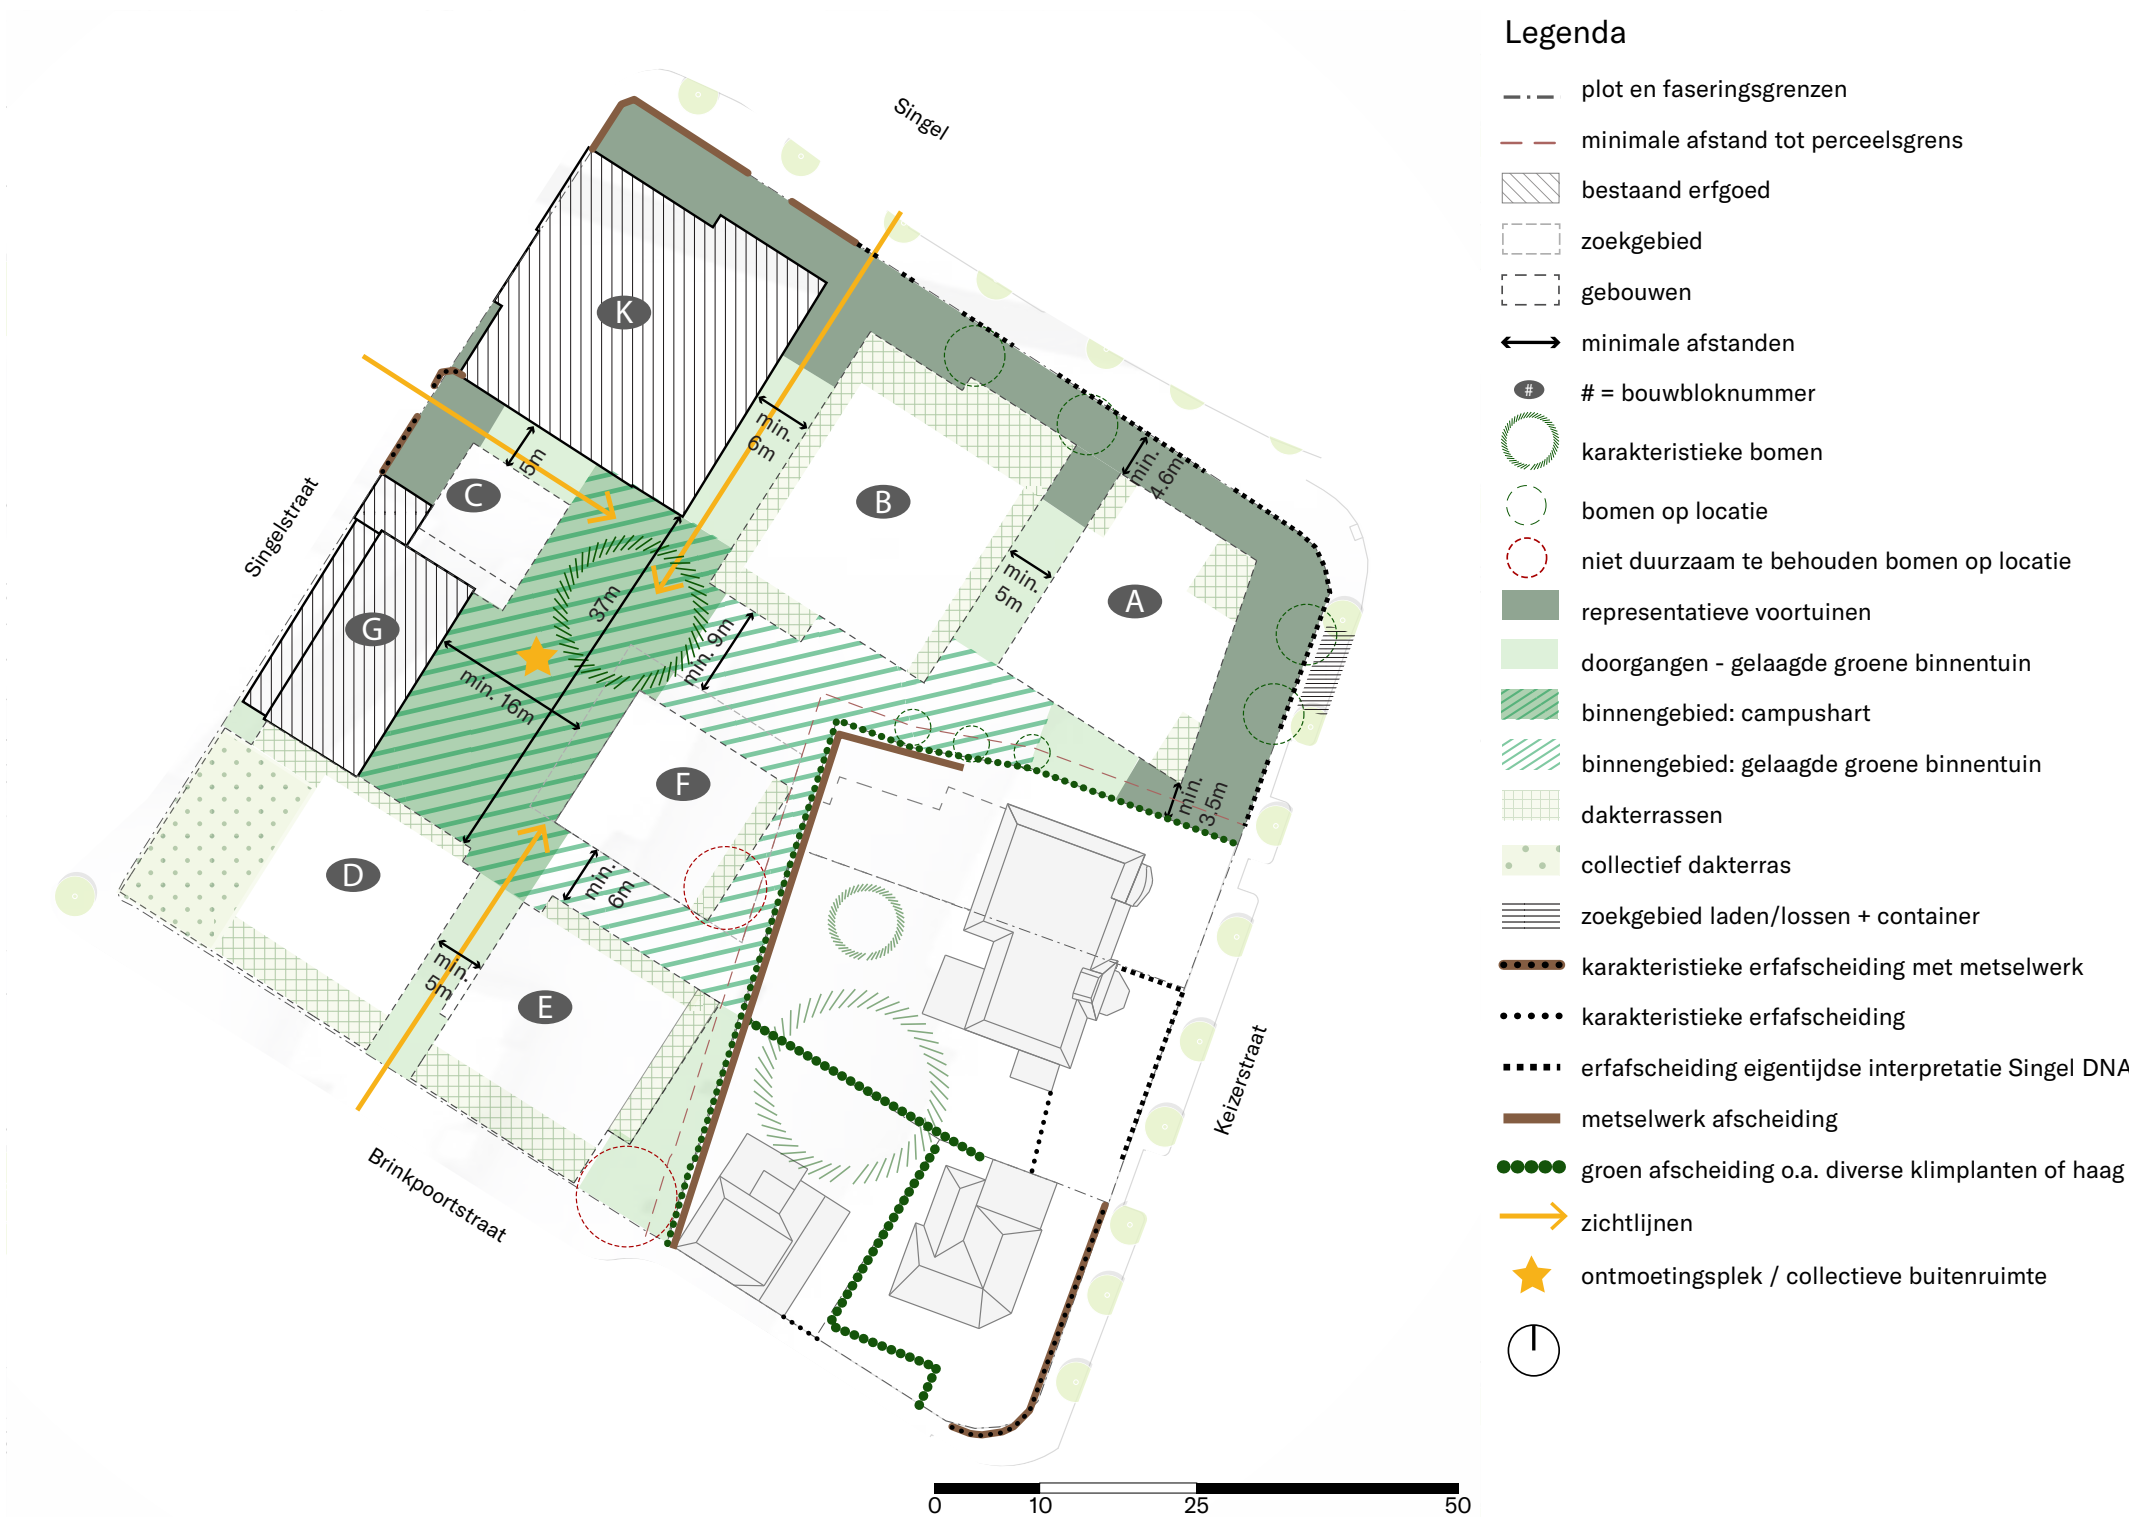 Singel
K
min.
6m
5m
C
B
min.
4.6m
Singelstraat
min.
5m
A
37m
G
min. 9m
min. 16m
F
min.
3.5m
D
min.
6m
min.
5m
E
Keizerstraat
Brinkpoortstraat
0 10 25 50
Legenda
plot en faseringsgrenzen
minimale afstand tot perceelsgrens
bestaand erfgoed
zoekgebied
gebouwen
minimale afstanden
# # = bouwbloknummer
karakteristieke bomen
bomen op locatie
niet duurzaam te behouden bomen op locatie
representatieve voortuinen
doorgangen - gelaagde groene binnentuin
binnengebied: campushart
binnengebied: gelaagde groene binnentuin
dakterrassen
collectief dakterras
zoekgebied laden/lossen + container
karakteristieke erfafscheiding met metselwerk
karakteristieke erfafscheiding
erfafscheiding eigentijdse interpretatie Singel DNA
metselwerk afscheiding
groen afscheiding o.a. diverse klimplanten of haag
zichtlijnen
ontmoetingsplek / collectieve buitenruimte